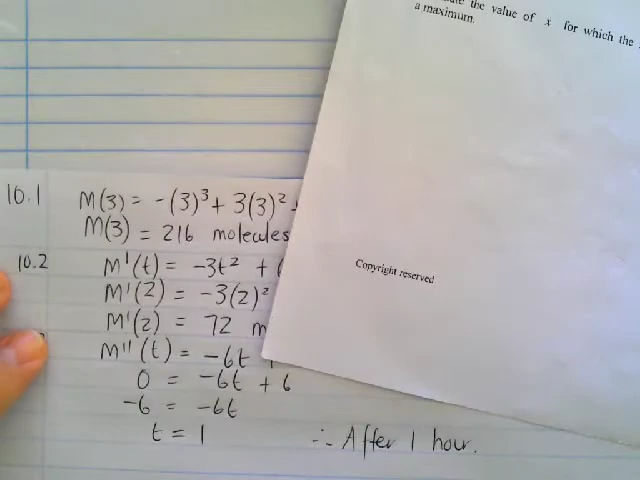 the value of x for which the
a maximum.
10.1 M(3) = -(3)³ + 3(3)²
M(3) = 216 molecules
10.2 M'(t) = -3t² +
M'(2) = -3(2)²
M'(2) = 72
M''(t) = -6t
0 = -6t + 6
-6 = -6t
t = 1 ∴ After 1 hour.
Copyright reserved